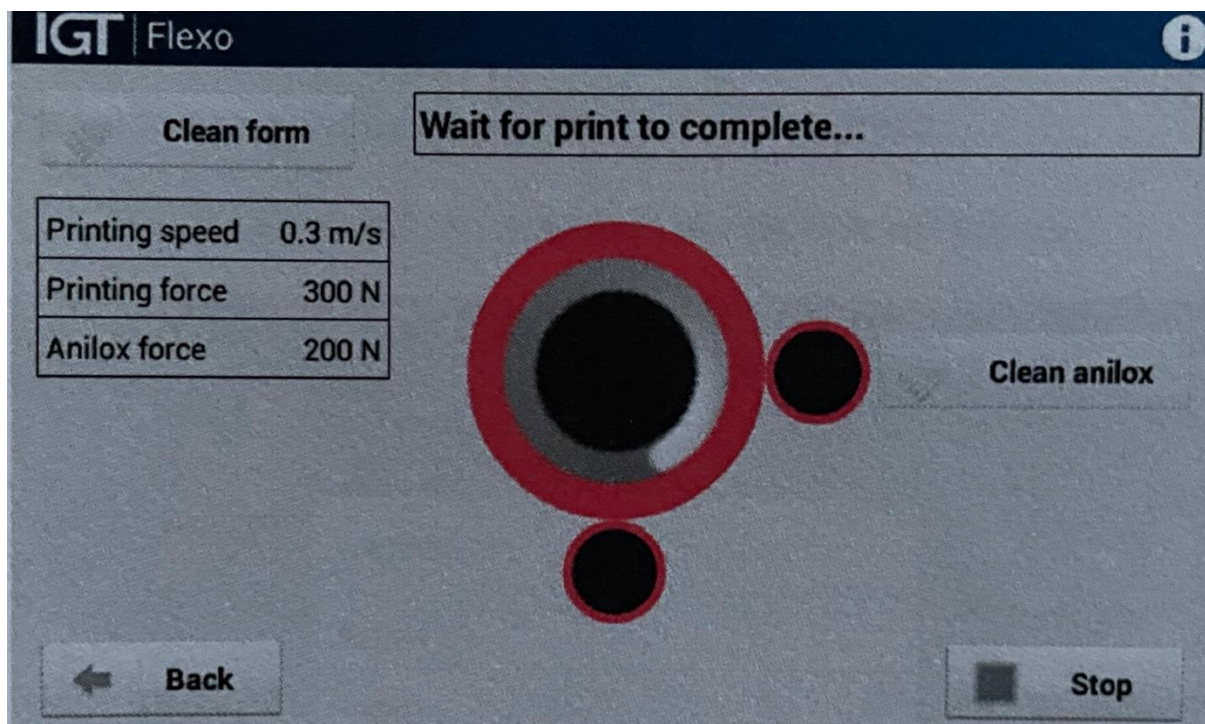 IGT Flexo
Clean form
Wait for print to complete...
Printing speed 0.3 m/s
Printing force 300 N
Anilox force 200 N
Clean anilox
Back
Stop